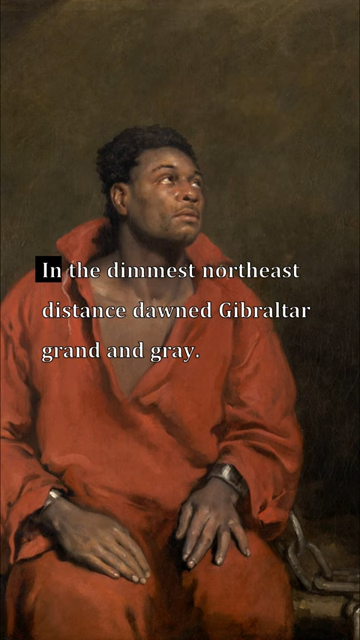 In the dimmest northeast
distance dawned Gibraltar
grand and gray.